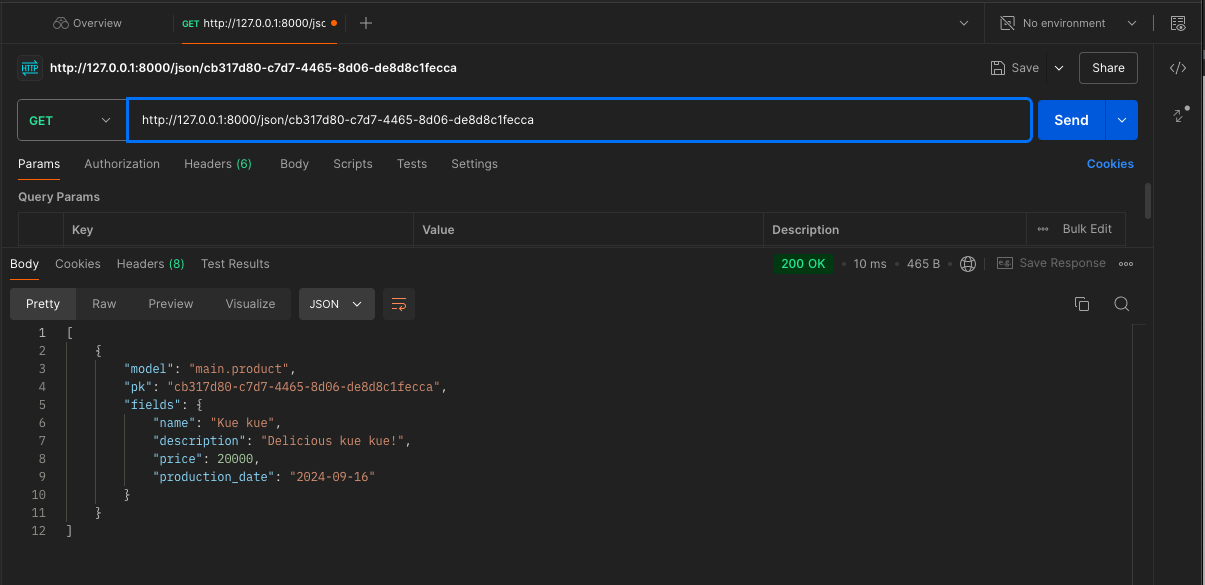 Overview GET http://127.0.0.1:8000/jsc No environment
HTTP http://127.0.0.1:8000/json/cb317d80-c7d7-4465-8d06-de8d8c1fecca Save Share
GET http://127.0.0.1:8000/json/cb317d80-c7d7-4465-8d06-de8d8c1fecca Send
Params Authorization Headers (6) Body Scripts Tests Settings Cookies
Query Params
Key Value Description Bulk Edit
Body Cookies Headers (8) Test Results 200 OK 10 ms 465 B e.g. Save Response
Pretty Raw Preview Visualize JSON
1 [
2 {
3 "model": "main.product",
4 "pk": "cb317d80-c7d7-4465-8d06-de8d8c1fecca",
5 "fields": {
6 "name": "Kue kue",
7 "description": "Delicious kue kue!",
8 "price": 20000,
9 "production_date": "2024-09-16"
10 }
11 }
12 ]